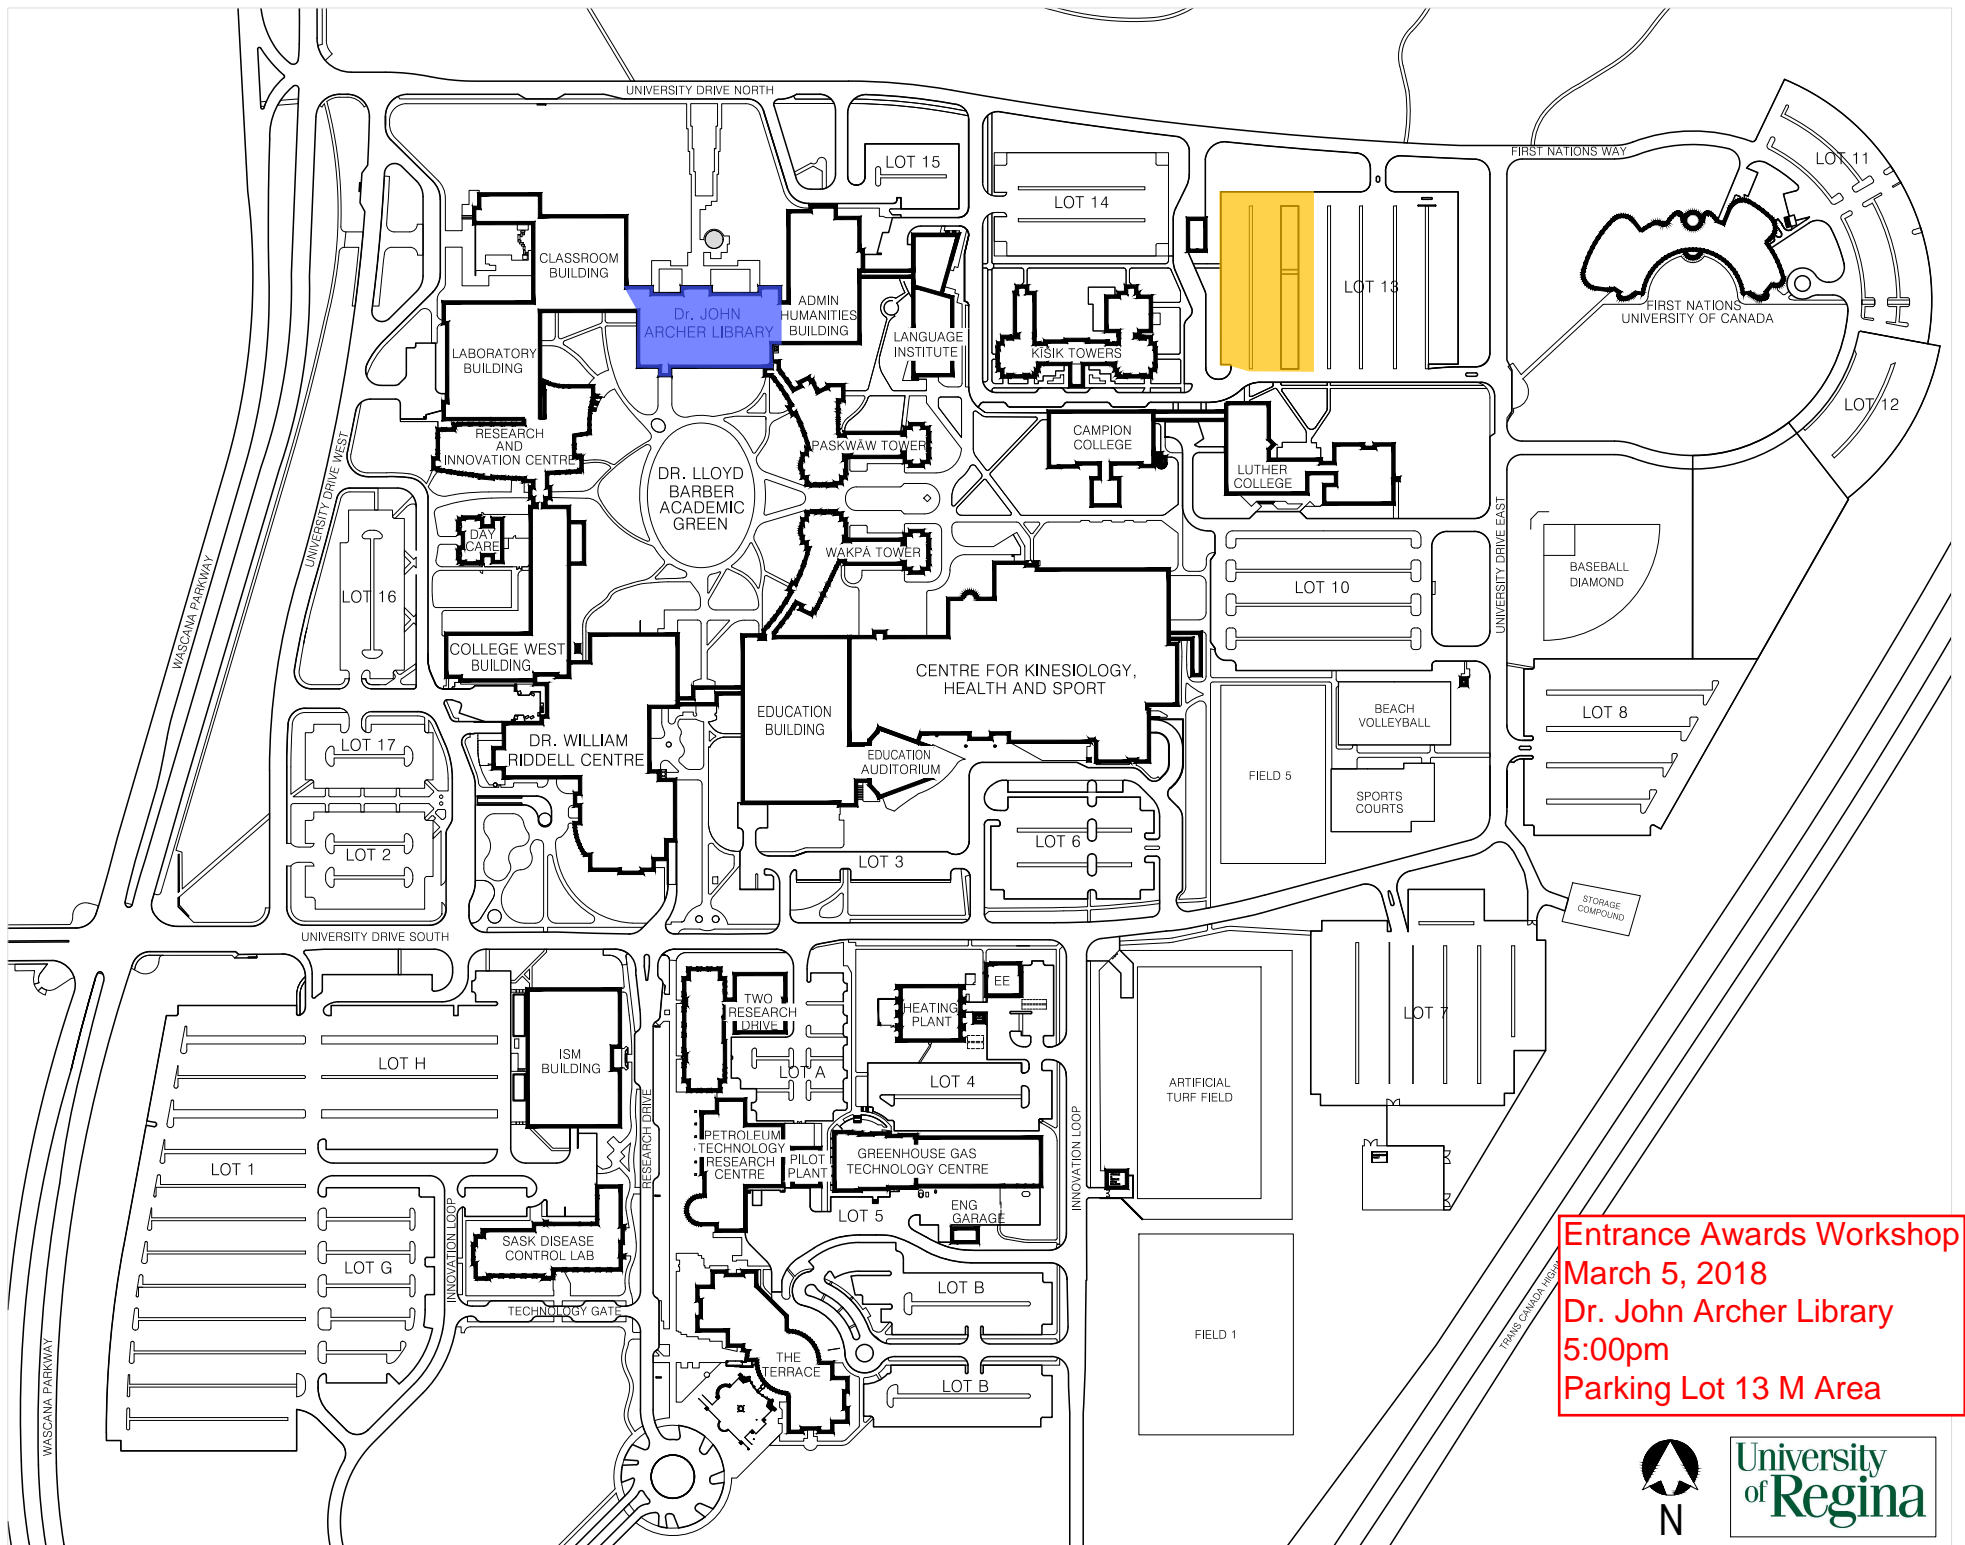 UNIVERSITY DRIVE NORTH
FIRST NATIONS WAY
LOT 15
LOT 11
LOT 14
CLASSROOM
BUILDING
Dr. JOHN
ARCHER LIBRARY
ADMIN
HUMANITIES
BUILDING
LANGUAGE
INSTITUTE
KĪSIK TOWERS
LOT 13
FIRST NATIONS
UNIVERSITY OF CANADA
LABORATORY
BUILDING
LOT 12
RESEARCH
AND
INNOVATION CENTRE
DR. LLOYD
BARBER
ACADEMIC
GREEN
PASKWĀW TOWER
CAMPION
COLLEGE
LUTHER
COLLEGE
UNIVERSITY DRIVE WEST
UNIVERSITY DRIVE EAST
WASCANA PARKWAY
DAY
CARE
WAKPĀ TOWER
LOT 16
LOT 10
BASEBALL
DIAMOND
COLLEGE WEST
BUILDING
CENTRE FOR KINESIOLOGY,
HEALTH AND SPORT
EDUCATION
BUILDING
BEACH
VOLLEYBALL
LOT 8
LOT 17
DR. WILLIAM
RIDDELL CENTRE
EDUCATION
AUDITORIUM
FIELD 5
SPORTS
COURTS
LOT 2
LOT 3
LOT 6
STORAGE
COMPOUND
UNIVERSITY DRIVE SOUTH
TWO
RESEARCH
DRIVE
EE
HEATING
PLANT
LOT 7
LOT H
ISM
BUILDING
LOT A
LOT 4
ARTIFICIAL
TURF FIELD
RESEARCH DRIVE
INNOVATION LOOP
PETROLEUM
TECHNOLOGY
RESEARCH
CENTRE
PILOT
PLANT
GREENHOUSE GAS
TECHNOLOGY CENTRE
LOT 1
LOT 5
ENG
GARAGE
INNOVATION LOOP
SASK DISEASE
CONTROL LAB
LOT G
TECHNOLOGY GATE
LOT B
FIELD 1
THE
TERRACE
LOT B
WASCANA PARKWAY
TRANS CANADA
Entrance Awards Workshop
March 5, 2018
Dr. John Archer Library
5:00pm
Parking Lot 13 M Area
N
University
of Regina